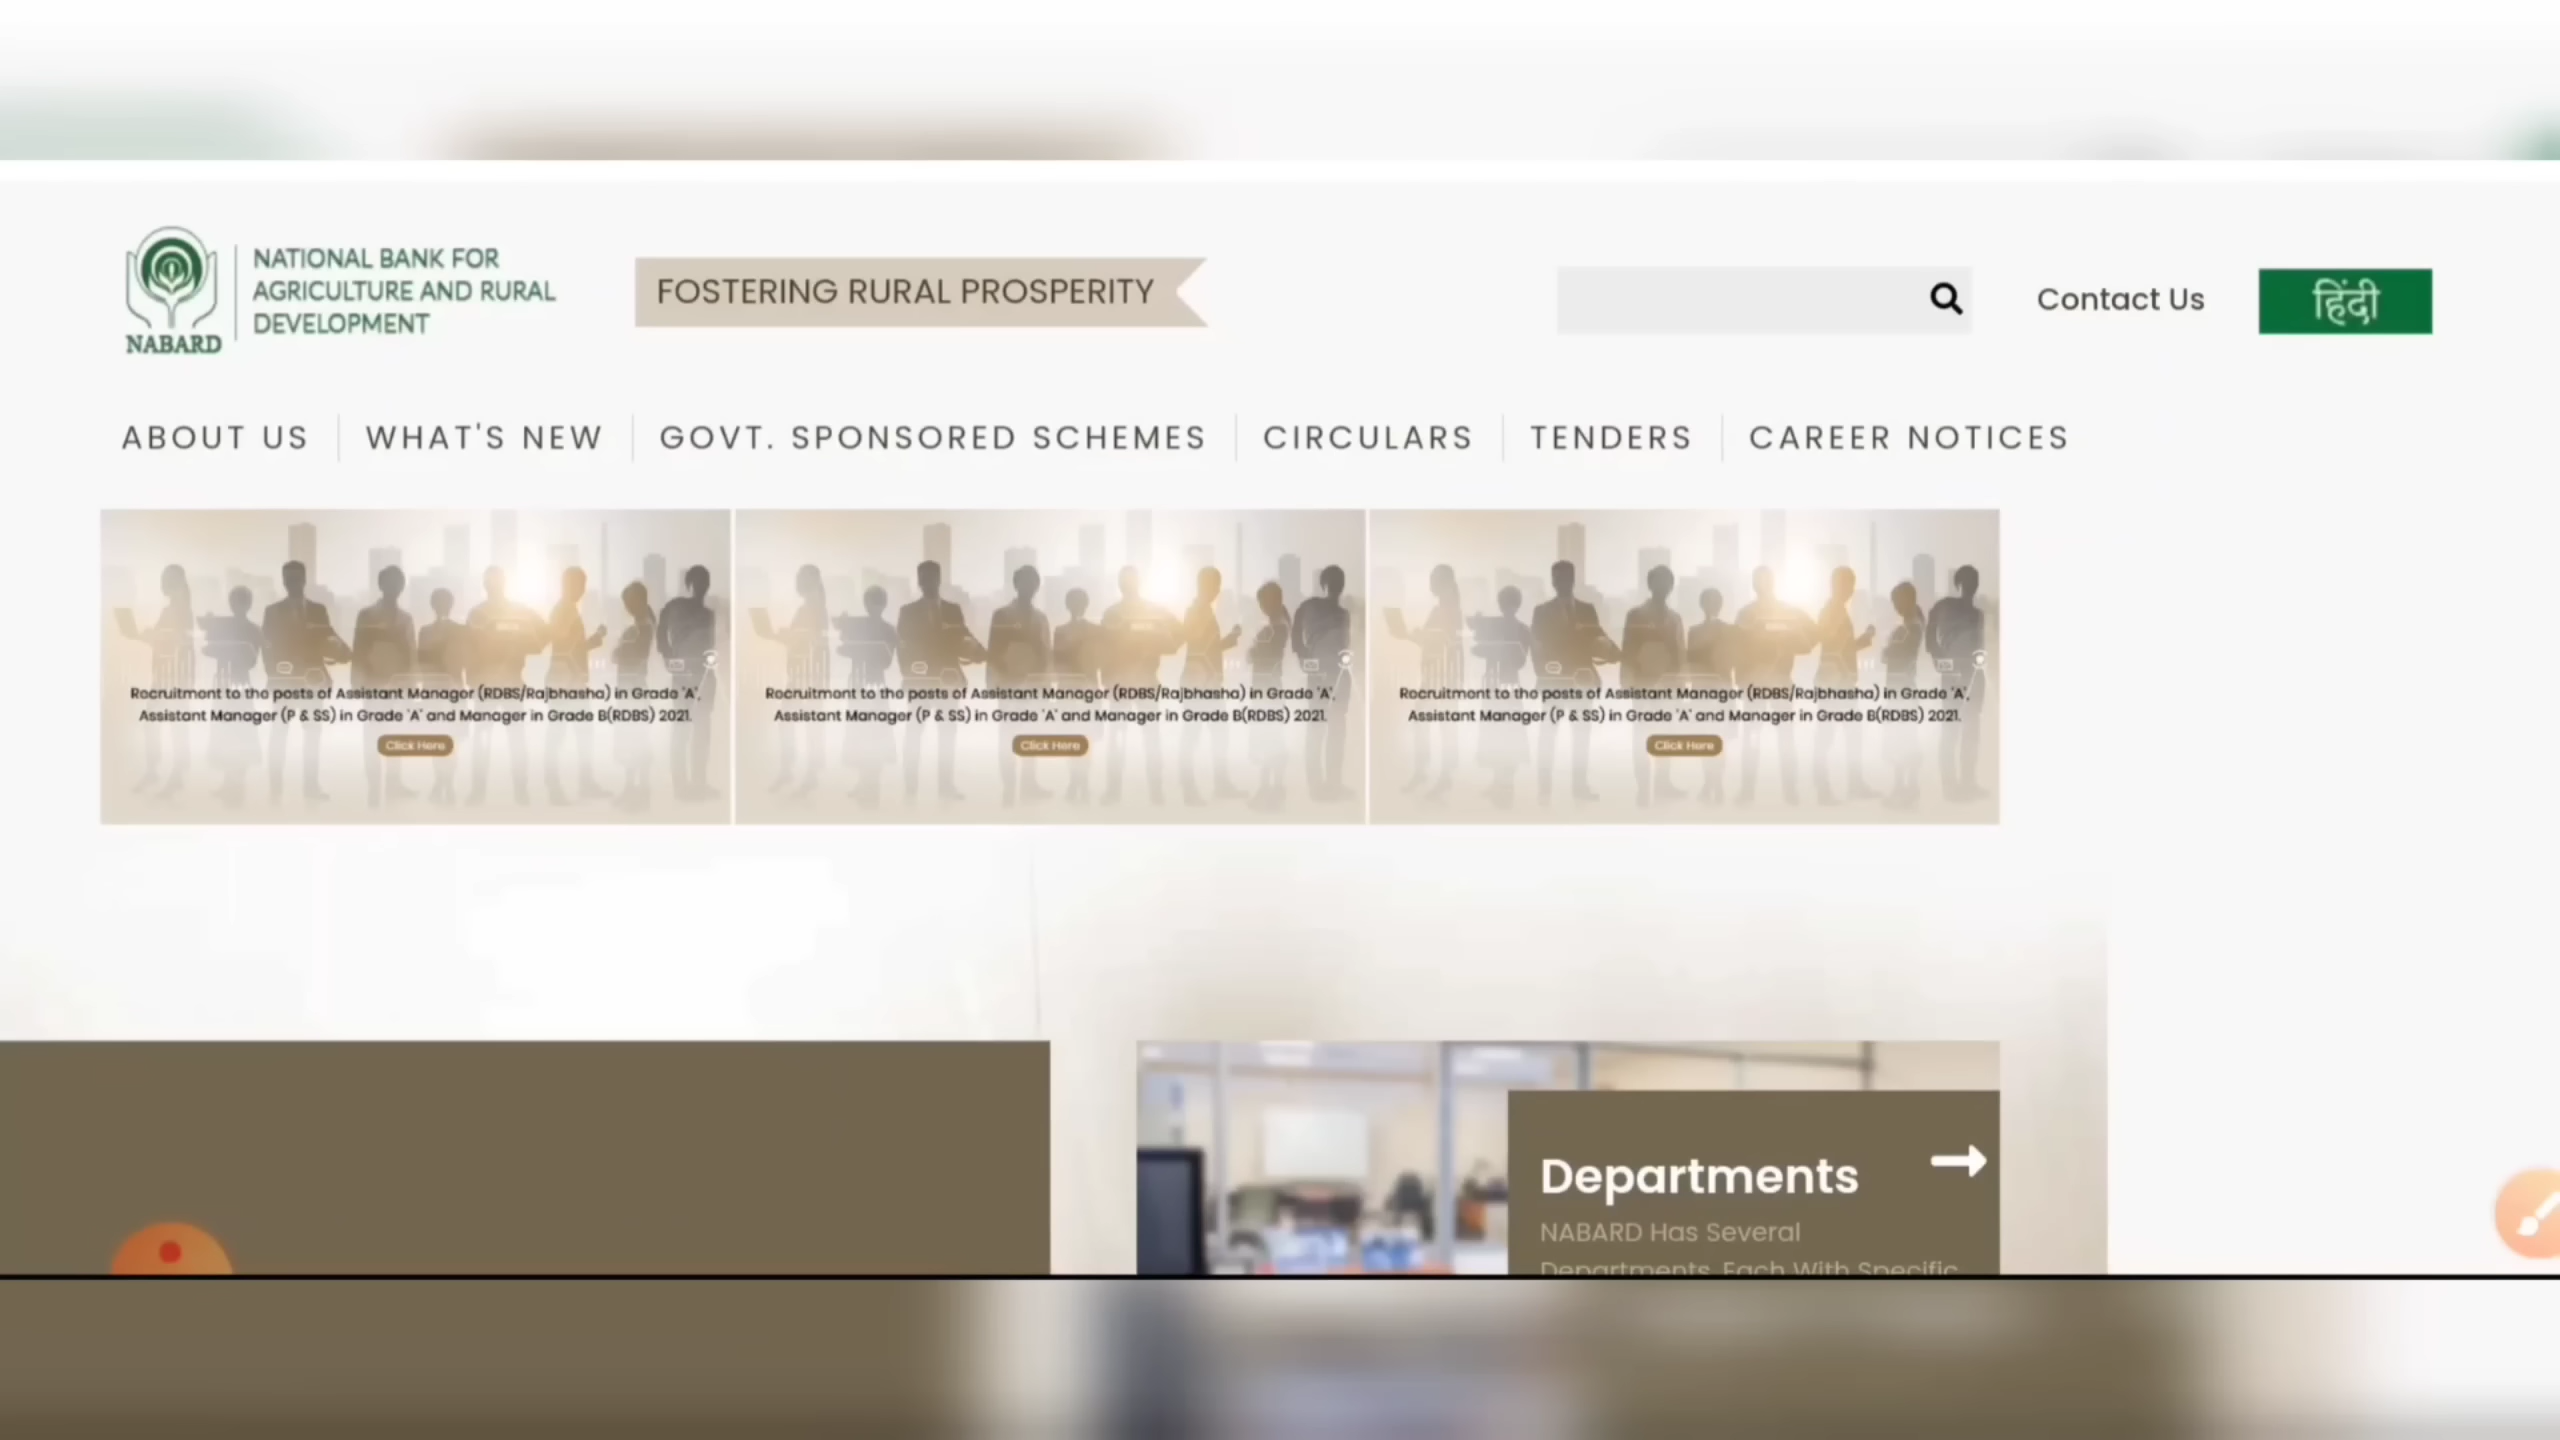 NATIONAL BANK FOR
AGRICULTURE AND RURAL
DEVELOPMENT
NABARD
FOSTERING RURAL PROSPERITY
Contact Us
हिंदी
ABOUT US
WHAT'S NEW
GOVT. SPONSORED SCHEMES
CIRCULARS
TENDERS
CAREER NOTICES
Recruitment to the posts of Assistant Manager (RDBS/Rajbhasha) in Grade 'A',
Assistant Manager (P & SS) in Grade 'A' and Manager in Grade B(RDBS) 2021.
Click Here
Recruitment to the posts of Assistant Manager (RDBS/Rajbhasha) in Grade 'A',
Assistant Manager (P & SS) in Grade 'A' and Manager in Grade B(RDBS) 2021.
Click Here
Recruitment to the posts of Assistant Manager (RDBS/Rajbhasha) in Grade 'A',
Assistant Manager (P & SS) in Grade 'A' and Manager in Grade B(RDBS) 2021.
Click Here
Departments
NABARD Has Several
Departments, Each With Specific